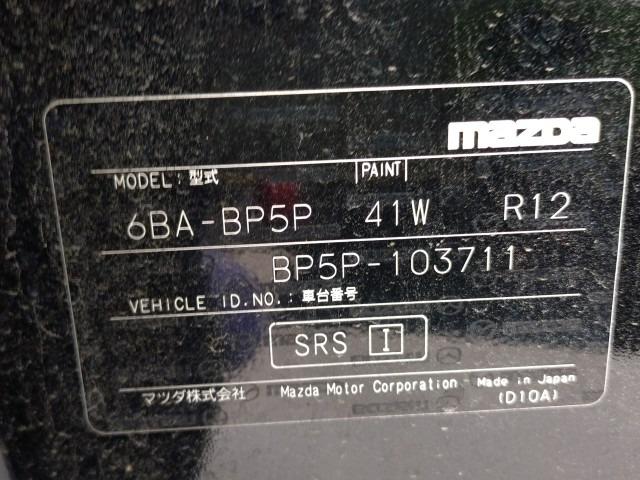 mazda
MODEL : 型式 PAINT
6BA-BP5P 41W R12
BP5P-103711
VEHICLE ID.NO. : 車台番号
SRS I
マツダ株式会社 Mazda Motor Corporation Made in Japan
(D10A)